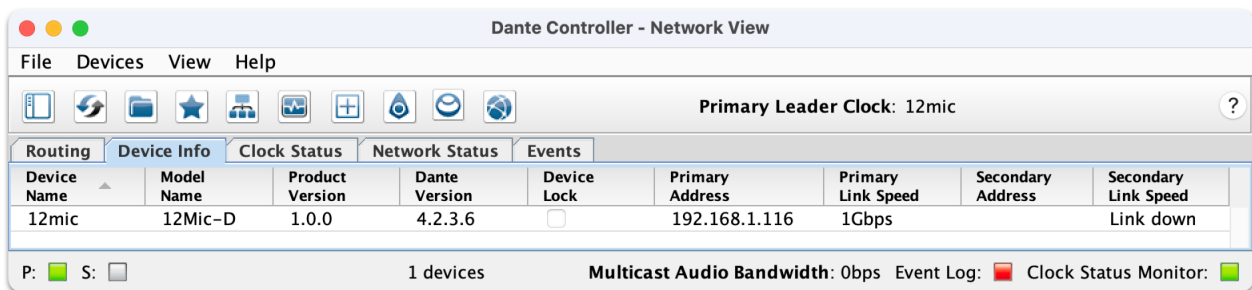 Dante Controller - Network View
File Devices View Help
Primary Leader Clock: 12mic ?
Routing Device Info Clock Status Network Status Events
Device Name Model Name Product Version Dante Version Device Lock Primary Address Primary Link Speed Secondary Address Secondary Link Speed
12mic 12Mic-D 1.0.0 4.2.3.6 192.168.1.116 1Gbps Link down
P: S: 1 devices Multicast Audio Bandwidth: 0bps Event Log: Clock Status Monitor: